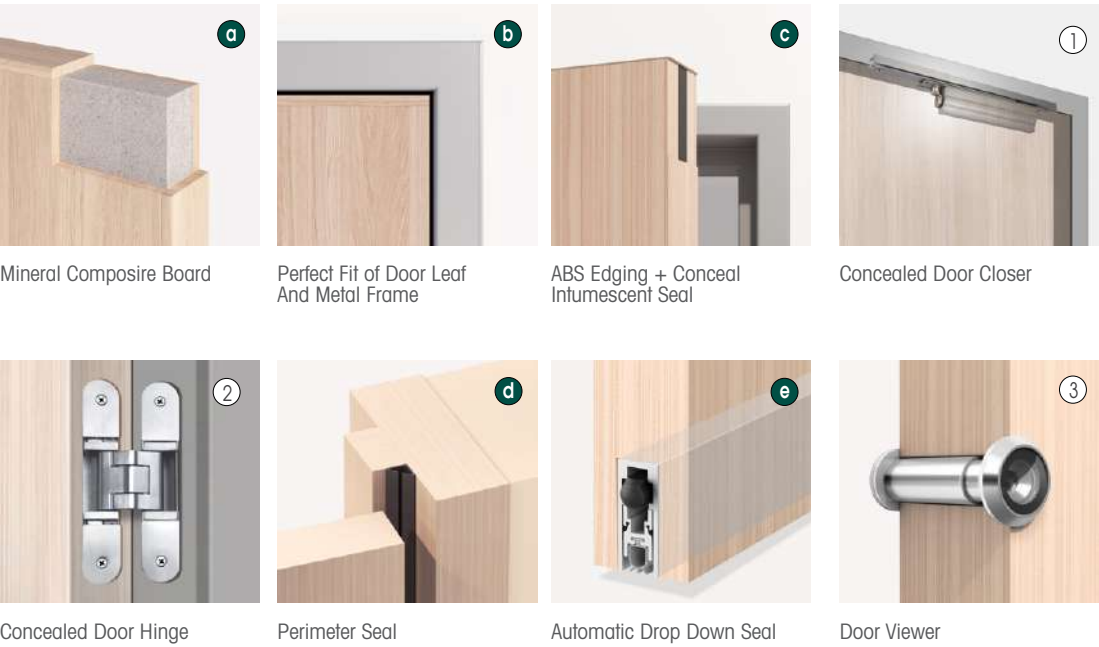 a
b
c
1
Mineral Composire Board
Perfect Fit of Door Leaf
And Metal Frame
ABS Edging + Conceal
Intumescent Seal
Concealed Door Closer
2
d
e
3
Concealed Door Hinge
Perimeter Seal
Automatic Drop Down Seal
Door Viewer